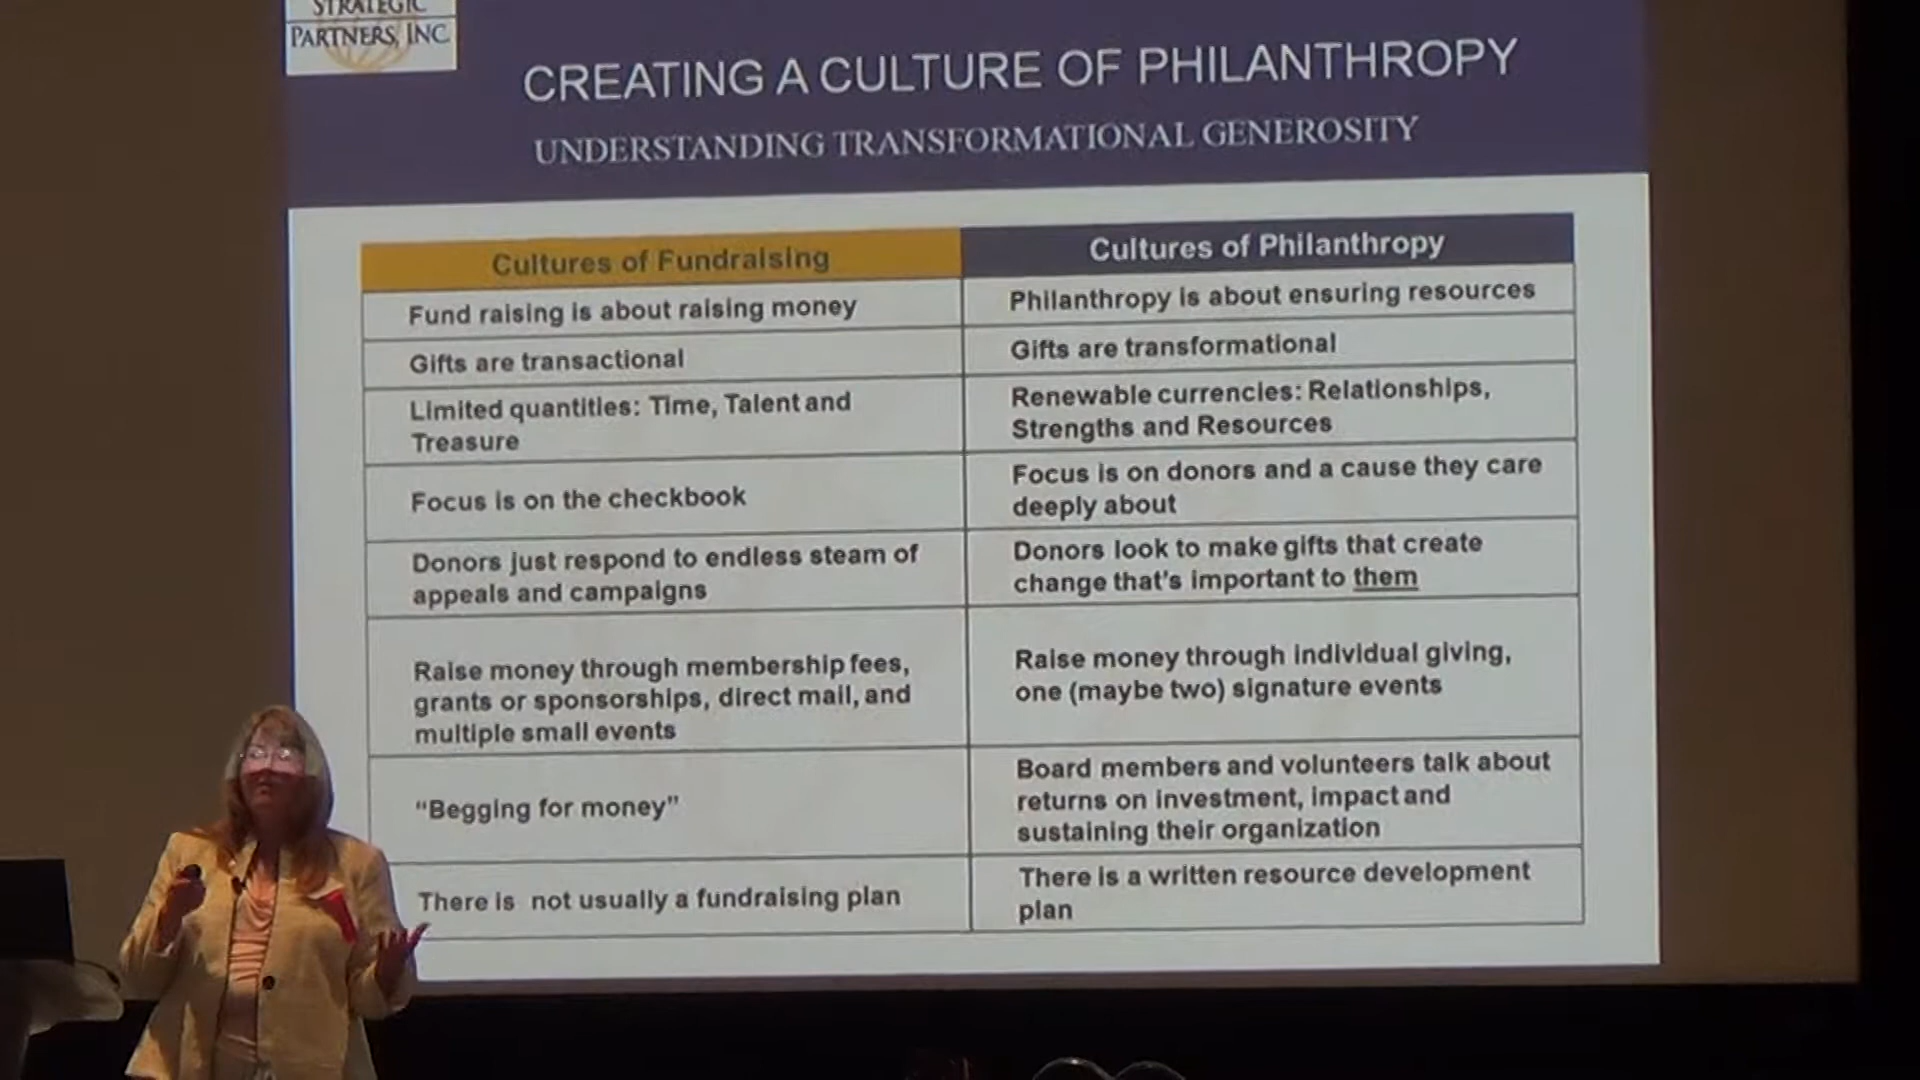 STRATEGIC
PARTNERS, INC
CREATING A CULTURE OF PHILANTHROPY
UNDERSTANDING TRANSFORMATIONAL GENEROSITY
Cultures of Fundraising
Cultures of Philanthropy
Fund raising is about raising money
Philanthropy is about ensuring resources
Gifts are transactional
Gifts are transformational
Limited quantities: Time, Talent and
Treasure
Renewable currencies: Relationships,
Strengths and Resources
Focus is on the checkbook
Focus is on donors and a cause they care
deeply about
Donors just respond to endless steam of
appeals and campaigns
Donors look to make gifts that create
change that's important to them
Raise money through membership fees,
grants or sponsorships, direct mail, and
multiple small events
Raise money through individual giving,
one (maybe two) signature events
“Begging for money”
Board members and volunteers talk about
returns on investment, impact and
sustaining their organization
There is not usually a fundraising plan
There is a written resource development
plan